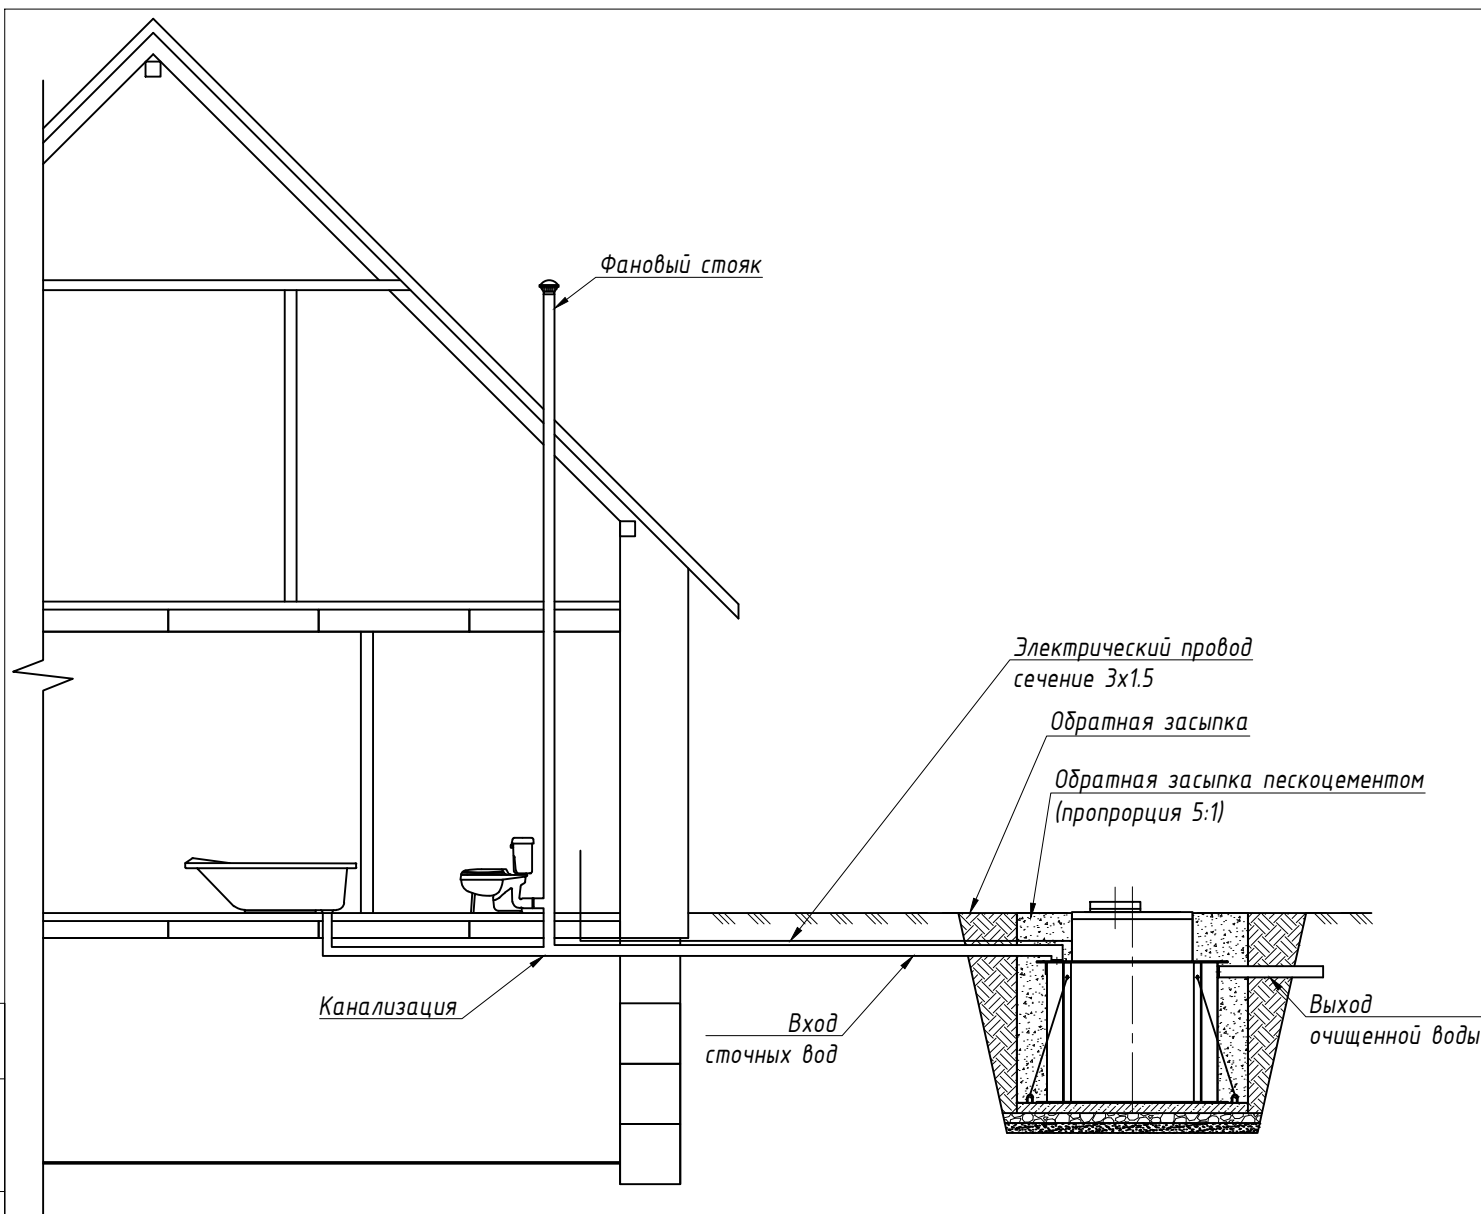 Фановый стояк
Электрический провод
сечение 3х1.5
Обратная засыпка
Обратная засыпка пескоцементом
(пропрорция 5:1)
Канализация
Вход
сточных вод
Выход
очищенной воды